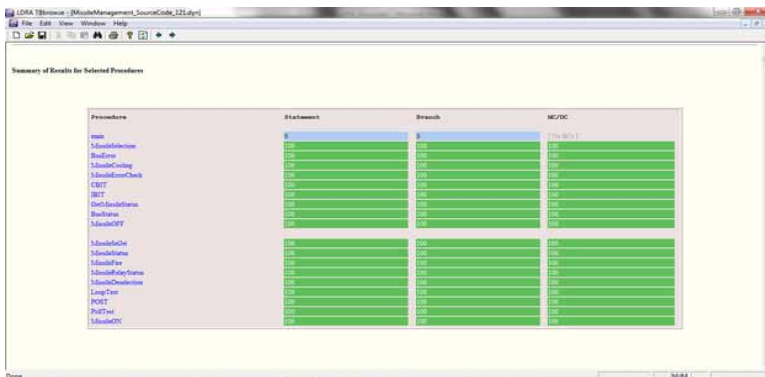 LDRA TBbrowse - [MissileManagement_SourceCode_121.dyn]
File Edit View Window Help
Summary of Results for Selected Procedures
Procedure Statement Branch MC/DC
main 0 0
MissileSelection 100 100 100
BusError 100 100 100
MissileCooling 100 100 100
MissileErrorCheck 100 100 100
CBIT 100 100 100
IBIT 100 100 100
GetMissileStatus 100 100 100
BusStatus 100 100 100
MissileOFF 100 100 100
100 100 100
MissileStatus 100 100 100
MissileFire 100 100 100
MissileRelayStatus 100 100 100
MissileDeselection 100 100 100
LoopTest 100 100 100
POST 100 100 100
PollTest 100 100 100
MissileON 100 100 100
Done NUM